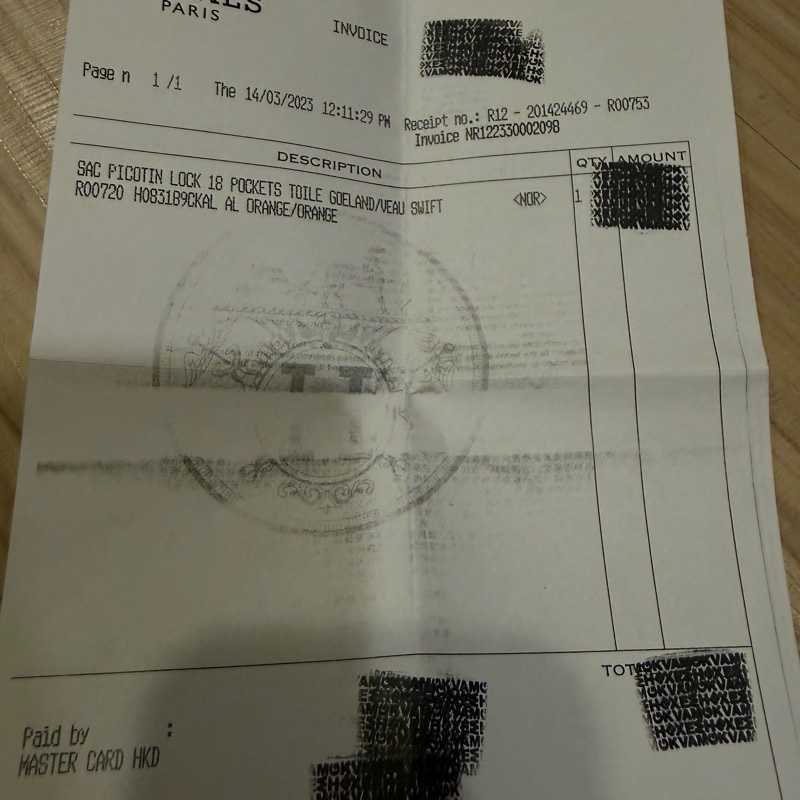 PARIS
INVOICE
Page n 1 /1 The 14/03/2023 12:11:29 PM
Receipt no.: R12 - 201424469 - R00753
Invoice NR122330002098
DESCRIPTION QTY AMOUNT
SAC PICOTIN LOCK 18 POCKETS TOILE GOELAND/VEAU SWIFT <NOR> 1
R00720 H083189CKAL AL ORANGE/ORANGE
Paid by :
MASTER CARD HKD